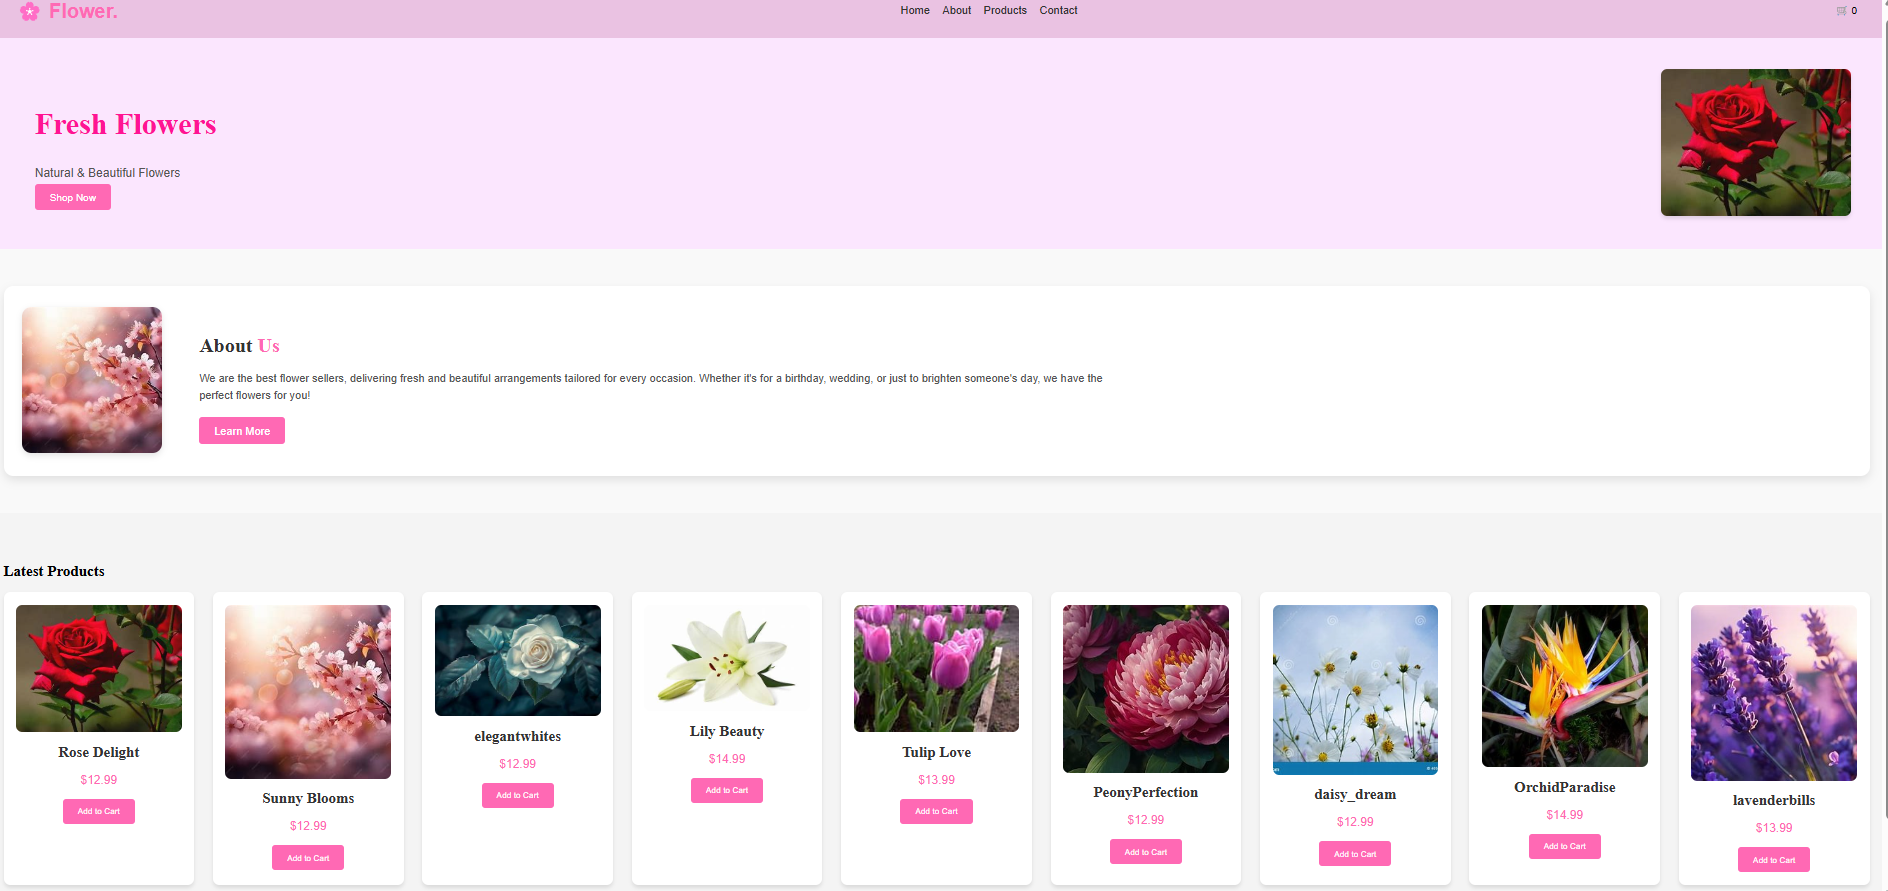 Flower.
Home About Products Contact
0
Fresh Flowers
Natural & Beautiful Flowers
Shop Now
About Us
We are the best flower sellers, delivering fresh and beautiful arrangements tailored for every occasion. Whether it's for a birthday, wedding, or just to brighten someone's day, we have the
perfect flowers for you!
Learn More
Latest Products
Rose Delight
$12.99
Add to Cart
Sunny Blooms
$12.99
Add to Cart
elegantwhites
$12.99
Add to Cart
Lily Beauty
$14.99
Add to Cart
Tulip Love
$13.99
Add to Cart
PeonyPerfection
$12.99
Add to Cart
daisy_dream
$12.99
Add to Cart
OrchidParadise
$14.99
Add to Cart
lavenderbills
$13.99
Add to Cart